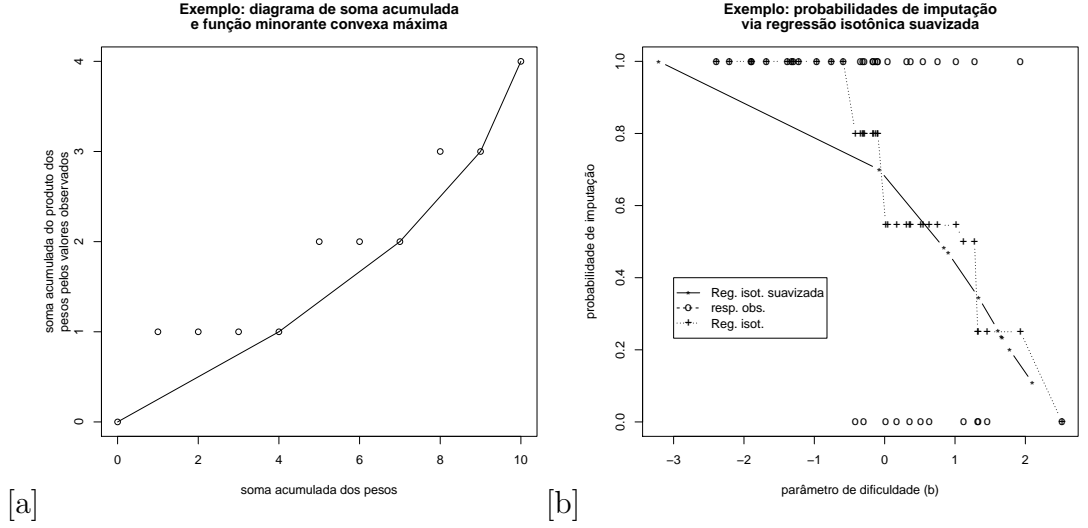 Exemplo: diagrama de soma acumulada
e função minorante convexa máxima
soma acumulada do produto dos
pesos pelos valores observados
4
3
2
1
0
0 2 4 6 8 10
soma acumulada dos pesos
[a]
Exemplo: probabilidades de imputação
via regressão isotônica suavizada
probabilidade de imputação
1.0
0.8
0.6
0.4
0.2
0.0
Reg. isot. suavizada
resp. obs.
Reg. isot.
−3 −2 −1 0 1 2
parâmetro de dificuldade (b)
[b]